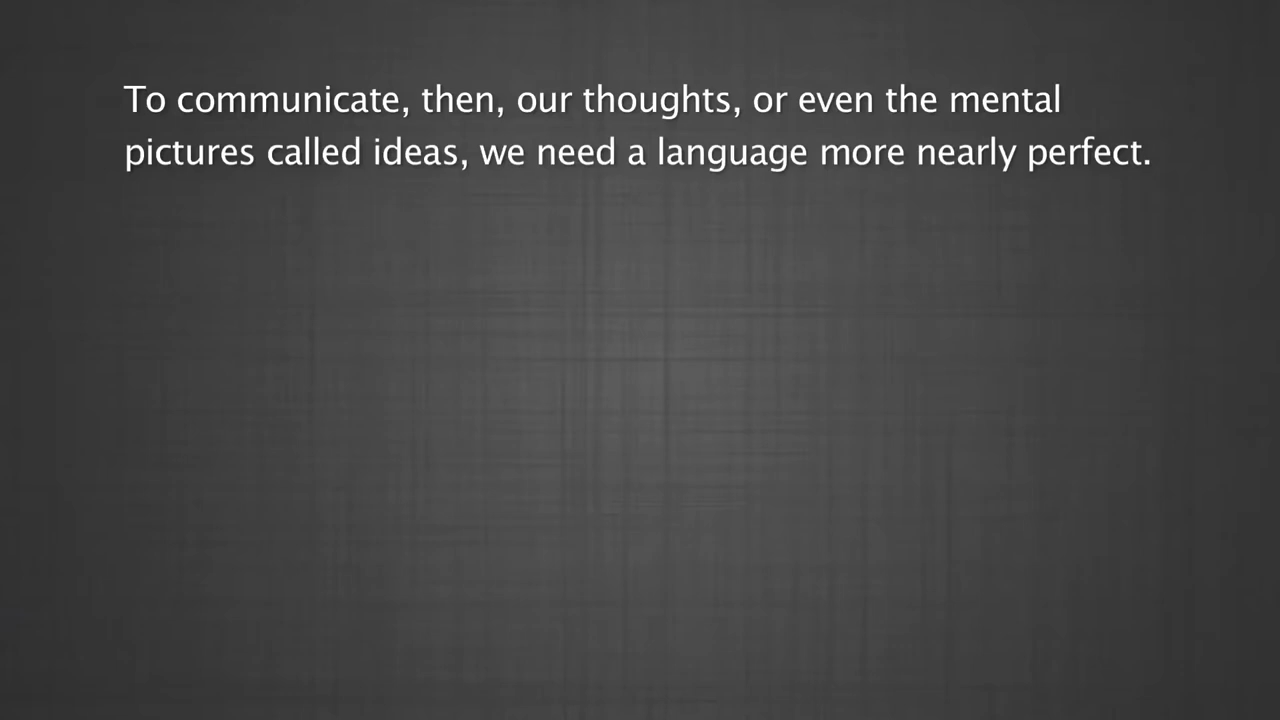 To communicate, then, our thoughts, or even the mental
pictures called ideas, we need a language more nearly perfect.